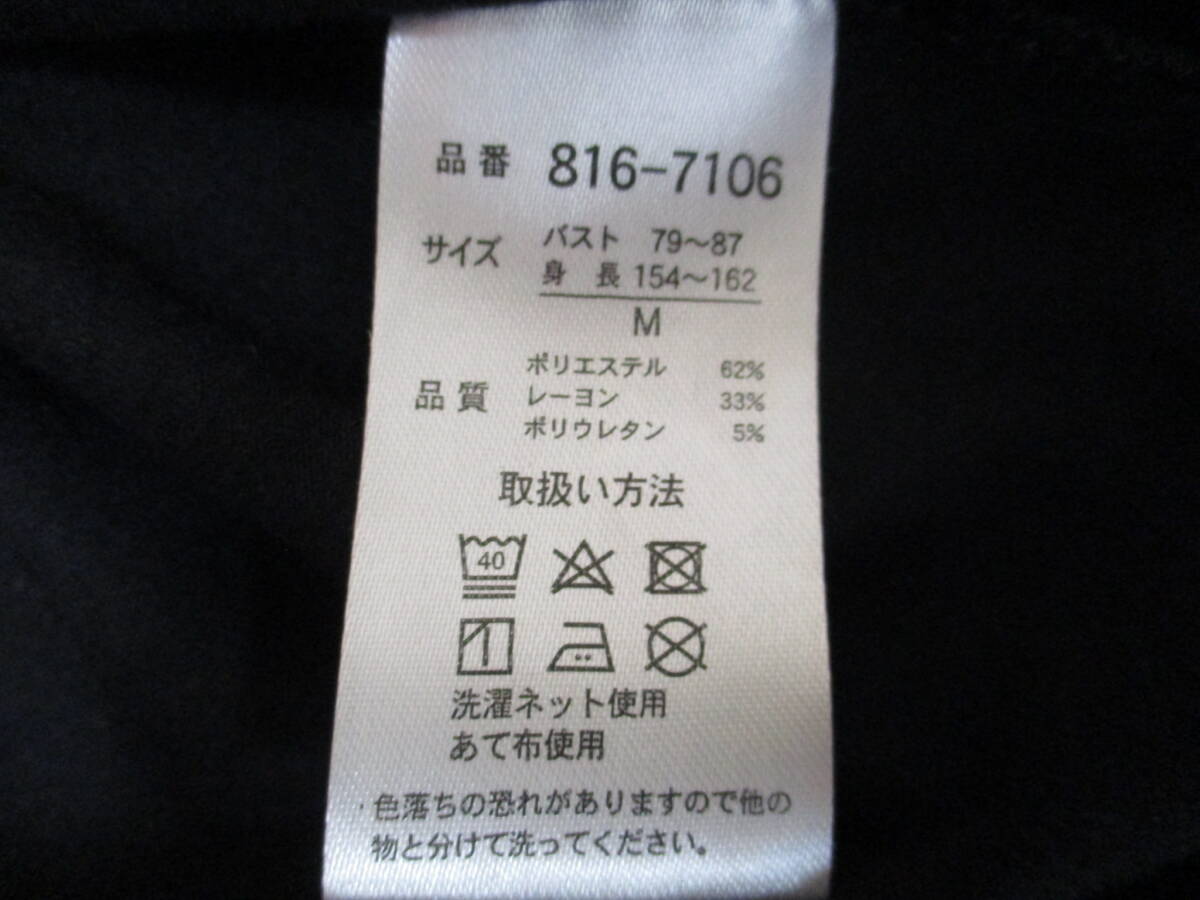 品番 816-7106
サイズ バスト 79～87
身長 154～162
M
品質 ポリエステル 62%
レーヨン 33%
ポリウレタン 5%
取扱い方法
40
洗濯ネット使用
あて布使用
色落ちの恐れがありますので他の
物と分けて洗ってください。